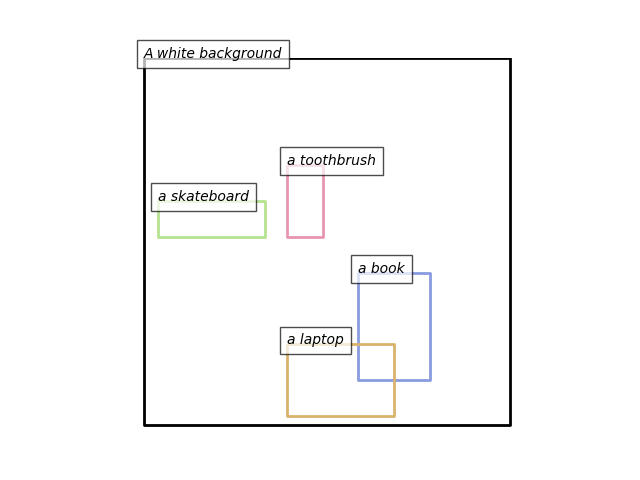 A white background
a toothbrush
a skateboard
a book
a laptop